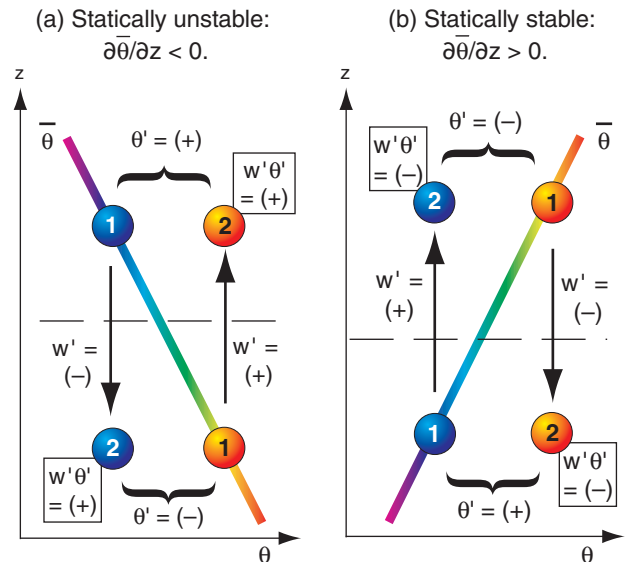 (a) Statically unstable:
∂θ̅/∂z < 0.
z
θ̅
θ' = (+)
w'θ'
= (+)
1
2
w' =
(–)
w' =
(+)
2
1
w'θ'
= (+)
θ' = (–)
θ
(b) Statically stable:
∂θ̅/∂z > 0.
z
θ' = (–)
θ̅
w'θ'
= (–)
2
1
w' =
(+)
w' =
(–)
1
2
w'θ'
= (–)
θ' = (+)
θ